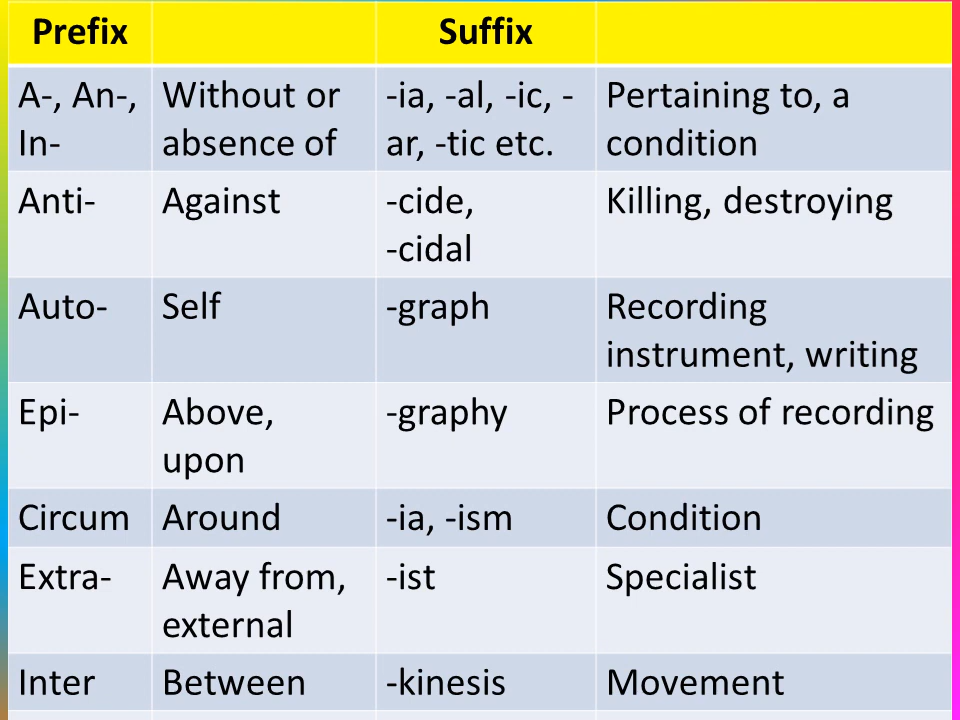 Prefix Suffix
A-, An-, Without or -ia, -al, -ic, - Pertaining to, a
In- absence of ar, -tic etc. condition
Anti- Against -cide, Killing, destroying
-cidal
Auto- Self -graph Recording
instrument, writing
Epi- Above, -graphy Process of recording
upon
Circum Around -ia, -ism Condition
Extra- Away from, -ist Specialist
external
Inter Between -kinesis Movement